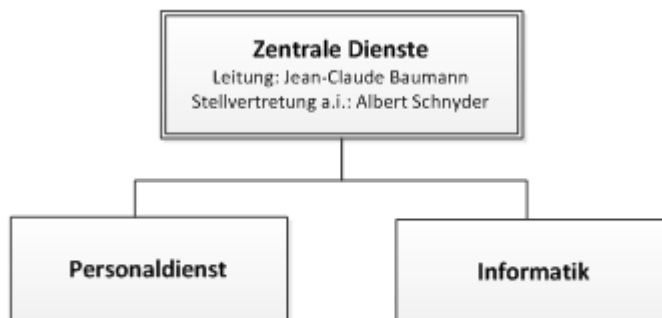 Zentrale Dienste
Leitung: Jean-Claude Baumann
Stellvertretung a.i.: Albert Schnyder
Personaldienst
Informatik